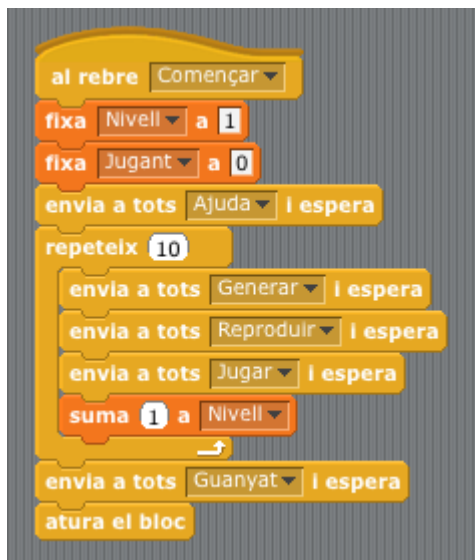 al rebre Començar
fixa Nivell a 1
fixa Jugant a 0
envia a tots Ajuda i espera
repeteix 10
envia a tots Generar i espera
envia a tots Reproduir i espera
envia a tots Jugar i espera
suma 1 a Nivell
envia a tots Guanyat i espera
atura el bloc